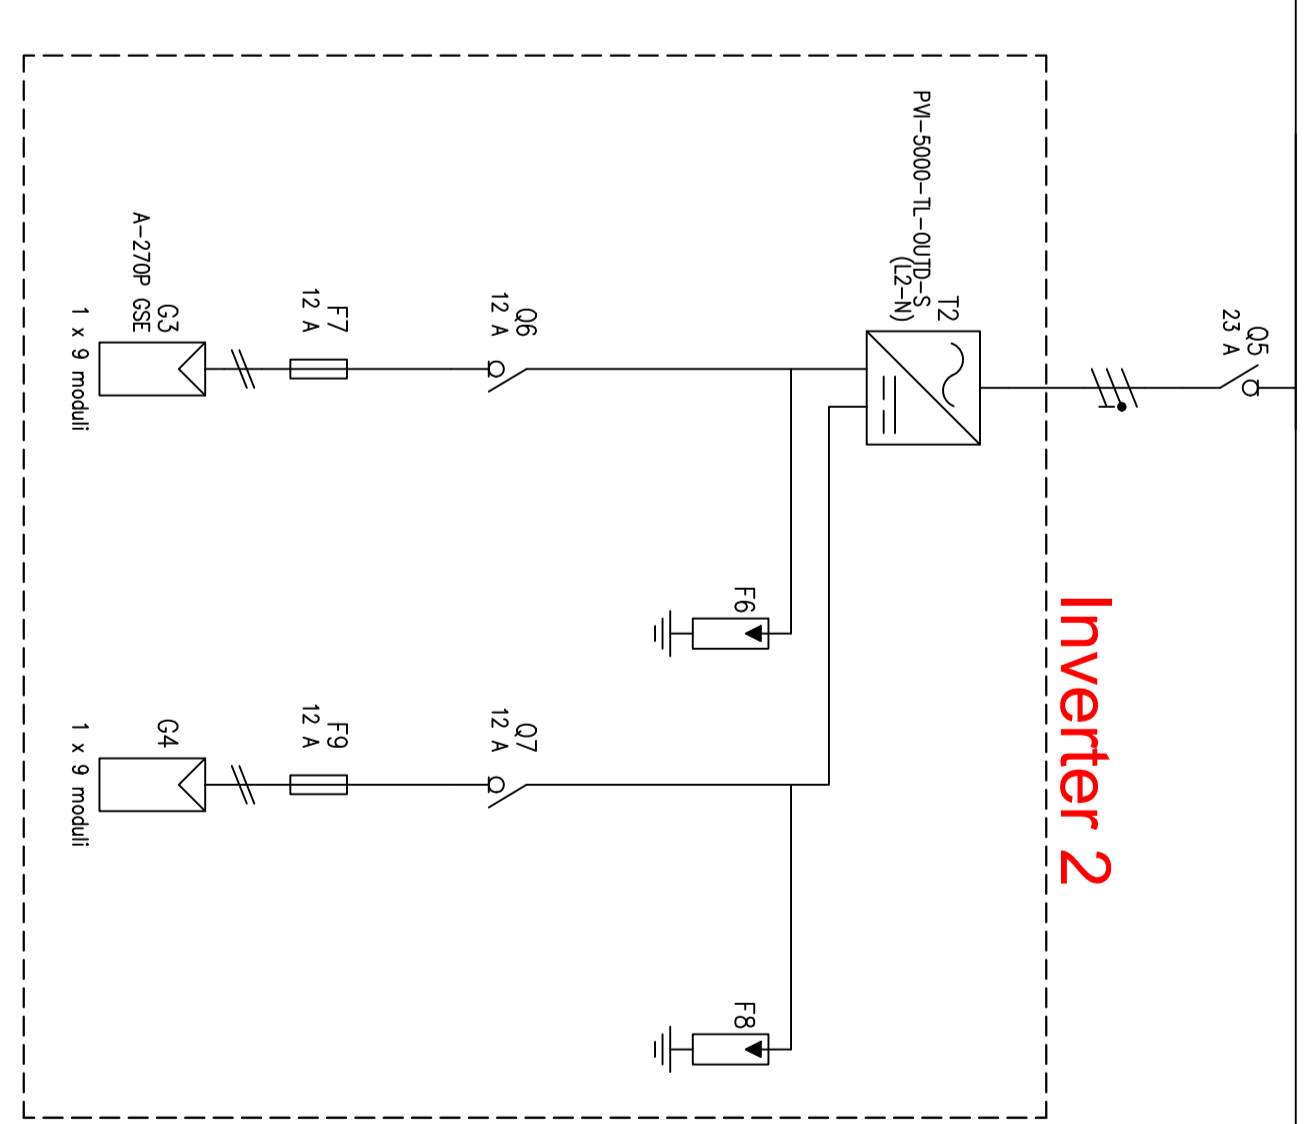 Q5
23 A
Inverter 2
T2
PVI-5000-TL-OUTD-S
(L2-N)
F6
F8
Q6
12 A
Q7
12 A
F7
12 A
F9
12 A
G3
A-270P GSE
1 x 9 moduli
G4
1 x 9 moduli